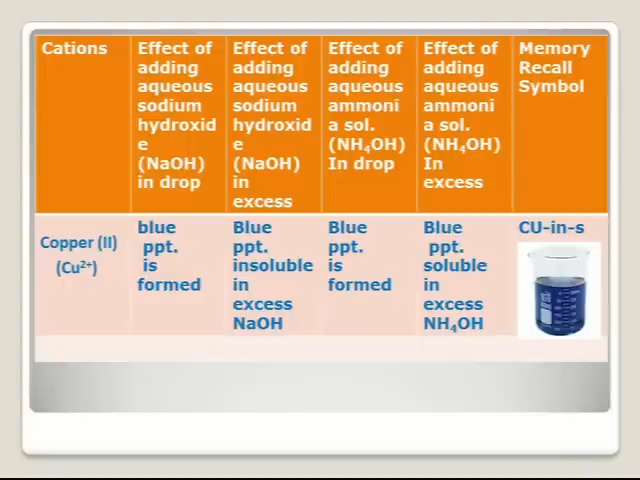 Cations
Effect of
adding
aqueous
sodium
hydroxid
e
(NaOH)
in drop
Effect of
adding
aqueous
sodium
hydroxid
e
(NaOH)
in
excess
Effect of
adding
aqueous
ammoni
a sol.
(NH₄OH)
In drop
Effect of
adding
aqueous
ammoni
a sol.
(NH₄OH)
In
excess
Memory
Recall
Symbol
Copper (II)
(Cu²⁺)
blue
ppt.
is
formed
Blue
ppt.
insoluble
in
excess
NaOH
Blue
ppt.
is
formed
Blue
ppt.
soluble
in
excess
NH₄OH
CU-in-s